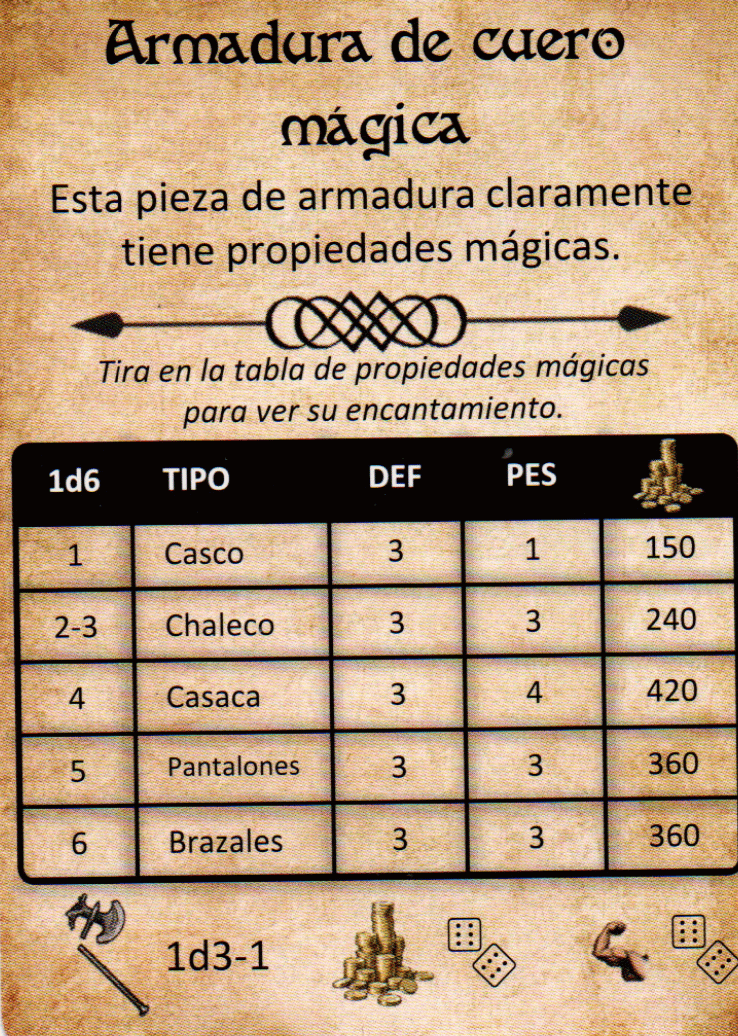 Armadura de cuero
mágica
Esta pieza de armadura claramente
tiene propiedades mágicas.
Tira en la tabla de propiedades mágicas
para ver su encantamiento.
1d6 TIPO DEF PES
1 Casco 3 1 150
2-3 Chaleco 3 3 240
4 Casaca 3 4 420
5 Pantalones 3 3 360
6 Brazales 3 3 360
1d3-1